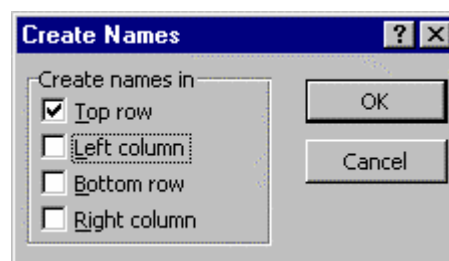 Create Names
Create names in
Top row
Left column
Bottom row
Right column
OK
Cancel